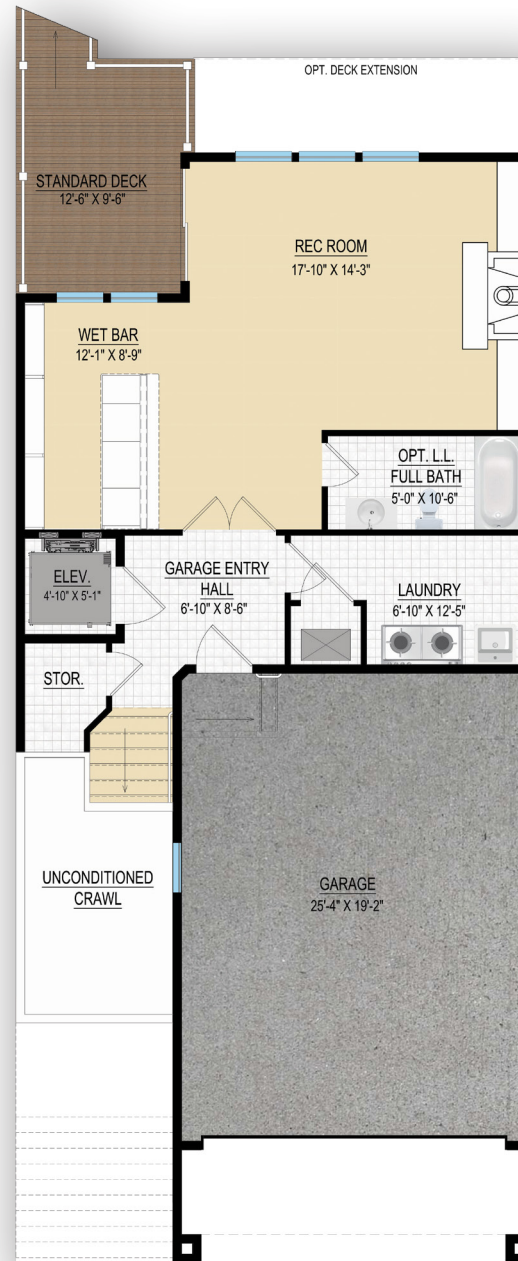 OPT. DECK EXTENSION
STANDARD DECK
12'-6" X 9'-6"
REC ROOM
17'-10" X 14'-3"
WET BAR
12'-1" X 8'-9"
OPT. L.L.
FULL BATH
5'-0" X 10'-6"
ELEV.
4'-10" X 5'-1"
GARAGE ENTRY
HALL
6'-10" X 8'-6"
LAUNDRY
6'-10" X 12'-5"
STOR.
UNCONDITIONED
CRAWL
GARAGE
25'-4" X 19'-2"